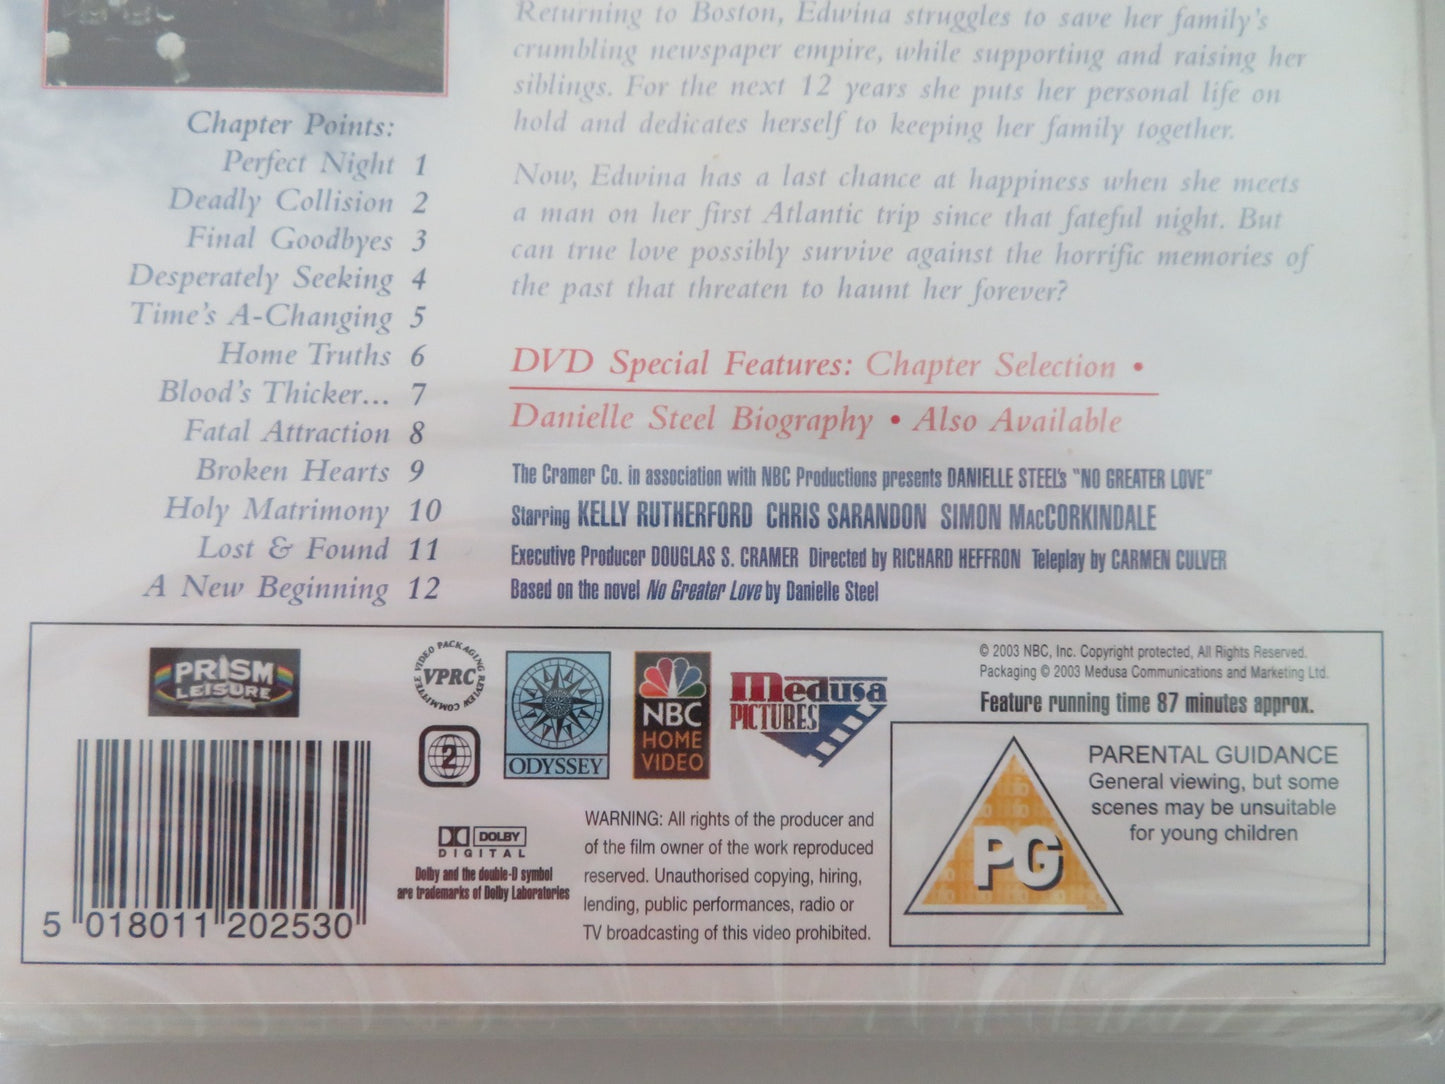 Returning to Boston, Edwina struggles to save her family's
crumbling newspaper empire, while supporting and raising her
siblings. For the next 12 years she puts her personal life on
hold and dedicates herself to keeping her family together.
Now, Edwina has a last chance at happiness when she meets
a man on her first Atlantic trip since that fateful night. But
can true love possibly survive against the horrific memories of
the past that threaten to haunt her forever?
Chapter Points:
Perfect Night 1
Deadly Collision 2
Final Goodbyes 3
Desperately Seeking 4
Time's A-Changing 5
Home Truths 6
Blood's Thicker... 7
Fatal Attraction 8
Broken Hearts 9
Holy Matrimony 10
Lost & Found 11
A New Beginning 12
DVD Special Features: Chapter Selection •
Danielle Steel Biography • Also Available
The Cramer Co. in association with NBC Productions presents DANIELLE STEEL's "NO GREATER LOVE"
Starring KELLY RUTHERFORD CHRIS SARANDON SIMON MacCORKINDALE
Executive Producer DOUGLAS S. CRAMER Directed by RICHARD HEFFRON Teleplay by CARMEN CULVER
Based on the novel No Greater Love by Danielle Steel
PRISM
LEISURE
VIDEO PACKAGING REVIEW COMMITTEE
VPRC
2
ODYSSEY
NBC
HOME
VIDEO
Medusa
PICTURES
© 2003 NBC, Inc. Copyright protected, All Rights Reserved.
Packaging © 2003 Medusa Communications and Marketing Ltd.
Feature running time 87 minutes approx.
5 018011 202530
DOLBY
DIGITAL
Dolby and the double-D symbol
are trademarks of Dolby Laboratories
WARNING: All rights of the producer and
of the film owner of the work reproduced
reserved. Unauthorised copying, hiring,
lending, public performances, radio or
TV broadcasting of this video prohibited.
PG
PARENTAL GUIDANCE
General viewing, but some
scenes may be unsuitable
for young children